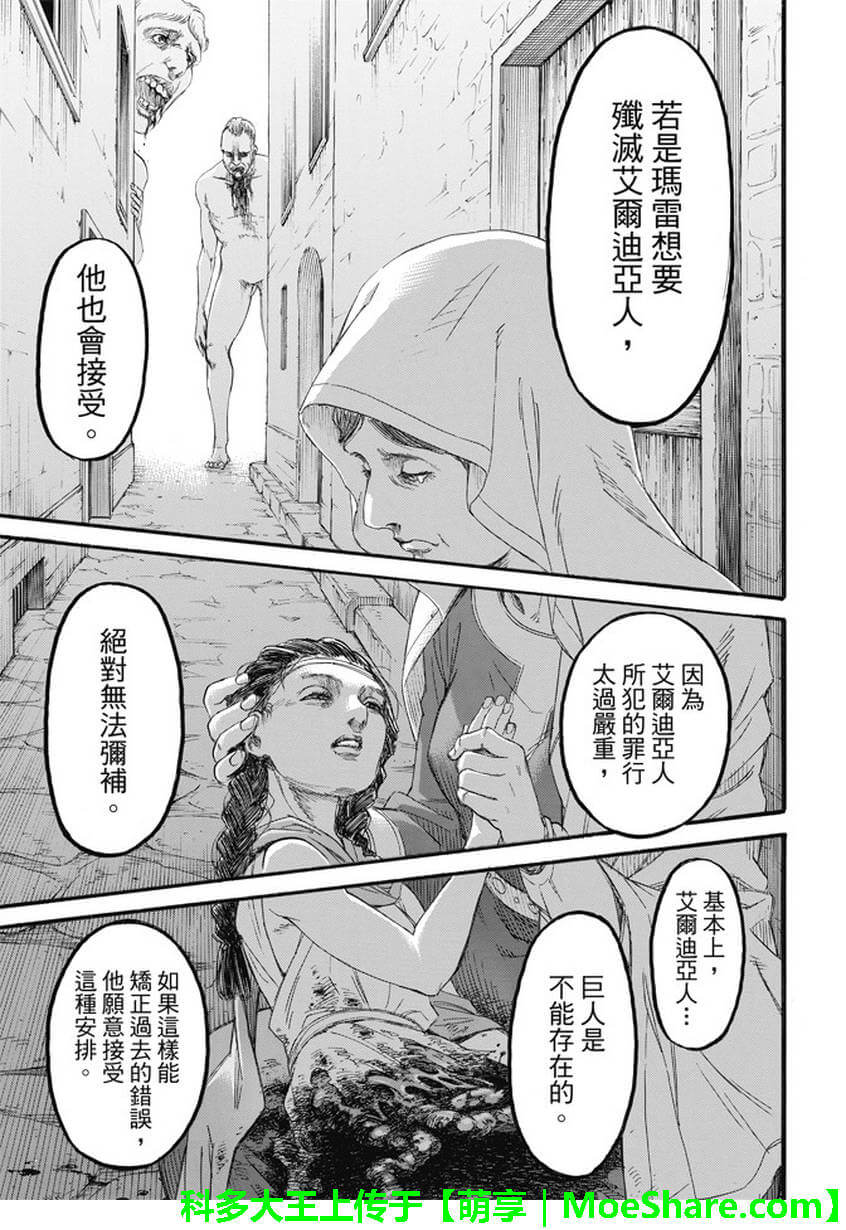 若是瑪雷想要
殲滅艾爾迪亞人，
他也會接受。
因為
艾爾迪亞人
所犯的罪行
太過嚴重，
絕對無法彌補。
基本上，
艾爾迪亞人…
巨人是
不能存在的。
如果這樣能
矯正過去的錯誤，
他願意接受
這種安排。
科多大王上传于【萌享｜MoeShare.com】